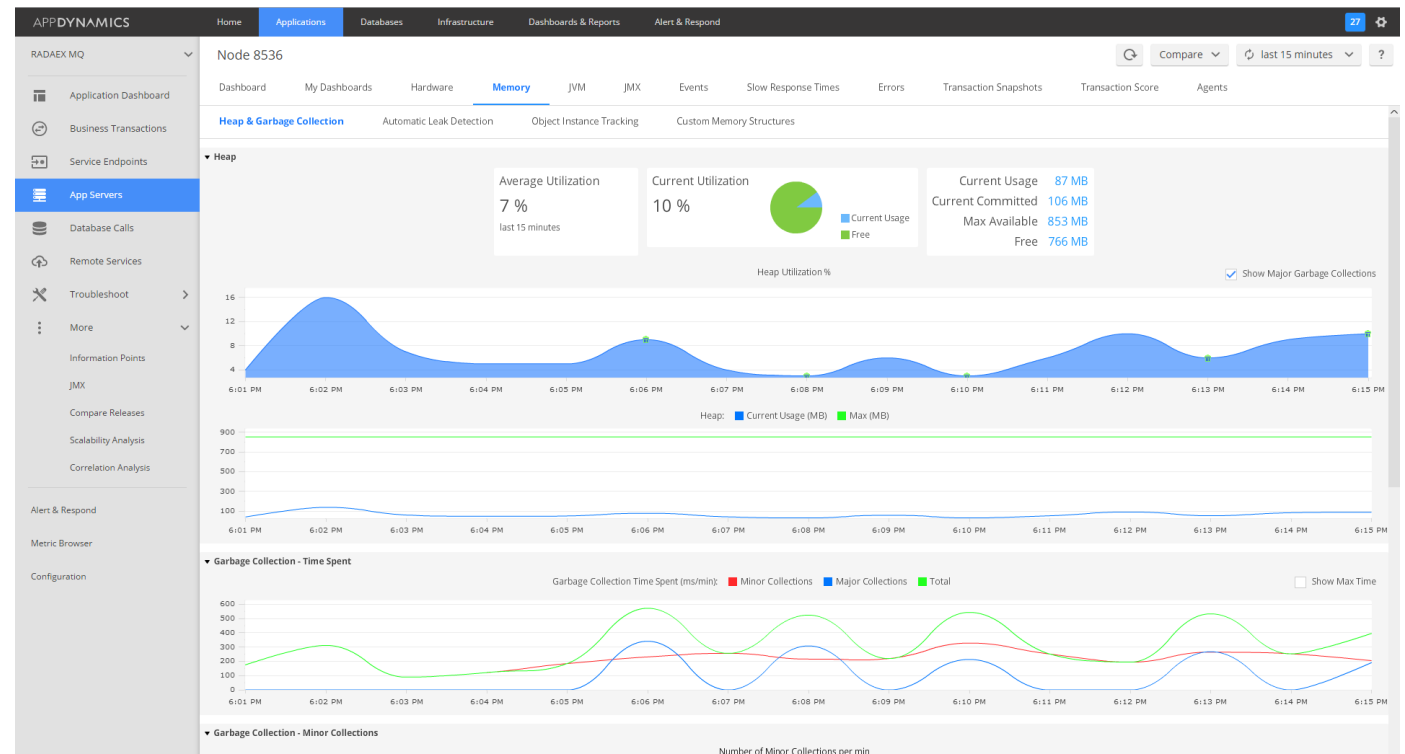 APPDYNAMICS Home Applications Databases Infrastructure Dashboards & Reports Alert & Respond 27
RADAEX MQ
Application Dashboard
Business Transactions
Service Endpoints
App Servers
Database Calls
Remote Services
Troubleshoot
More
Information Points
JMX
Compare Releases
Scalability Analysis
Correlation Analysis
Alert & Respond
Metric Browser
Configuration
Node 8536 Compare last 15 minutes ?
Dashboard My Dashboards Hardware Memory JVM JMX Events Slow Response Times Errors Transaction Snapshots Transaction Score Agents
Heap & Garbage Collection Automatic Leak Detection Object Instance Tracking Custom Memory Structures
Heap
Average Utilization
7 %
last 15 minutes
Current Utilization
10 %
Current Usage
Free
Current Usage 87 MB
Current Committed 106 MB
Max Available 853 MB
Free 766 MB
Heap Utilization % Show Major Garbage Collections
16
12
8
4
6:01 PM 6:02 PM 6:03 PM 6:04 PM 6:05 PM 6:06 PM 6:07 PM 6:08 PM 6:09 PM 6:10 PM 6:11 PM 6:12 PM 6:13 PM 6:14 PM 6:15 PM
Heap: Current Usage (MB) Max (MB)
900
700
500
300
100
6:01 PM 6:02 PM 6:03 PM 6:04 PM 6:05 PM 6:06 PM 6:07 PM 6:08 PM 6:09 PM 6:10 PM 6:11 PM 6:12 PM 6:13 PM 6:14 PM 6:15 PM
Garbage Collection - Time Spent
Garbage Collection Time Spent (ms/min): Minor Collections Major Collections Total Show Max Time
600
500
400
300
200
100
0
6:01 PM 6:02 PM 6:03 PM 6:04 PM 6:05 PM 6:06 PM 6:07 PM 6:08 PM 6:09 PM 6:10 PM 6:11 PM 6:12 PM 6:13 PM 6:14 PM 6:15 PM
Garbage Collection - Minor Collections
Number of Minor Collections per min